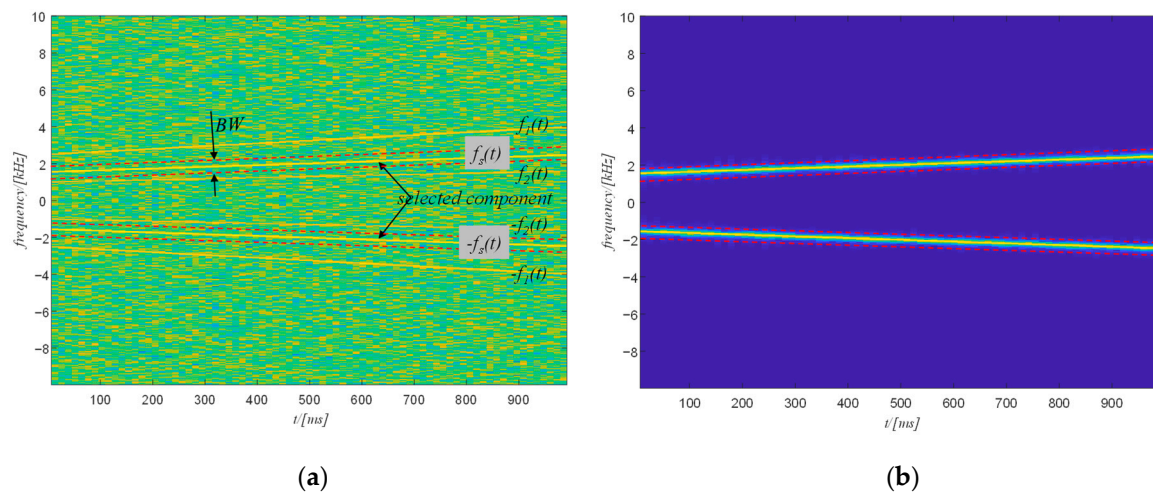 10
8
6
4
2
0
−2
−4
−6
−8
frequency/[kHz]
BW
f1(t)
fs(t)
f2(t)
selected component
-f2(t)
-fs(t)
-f1(t)
100 200 300 400 500 600 700 800 900
t/[ms]
(a)
10
8
6
4
2
0
−2
−4
−6
−8
frequency/[kHz]
100 200 300 400 500 600 700 800 900
t/[ms]
(b)